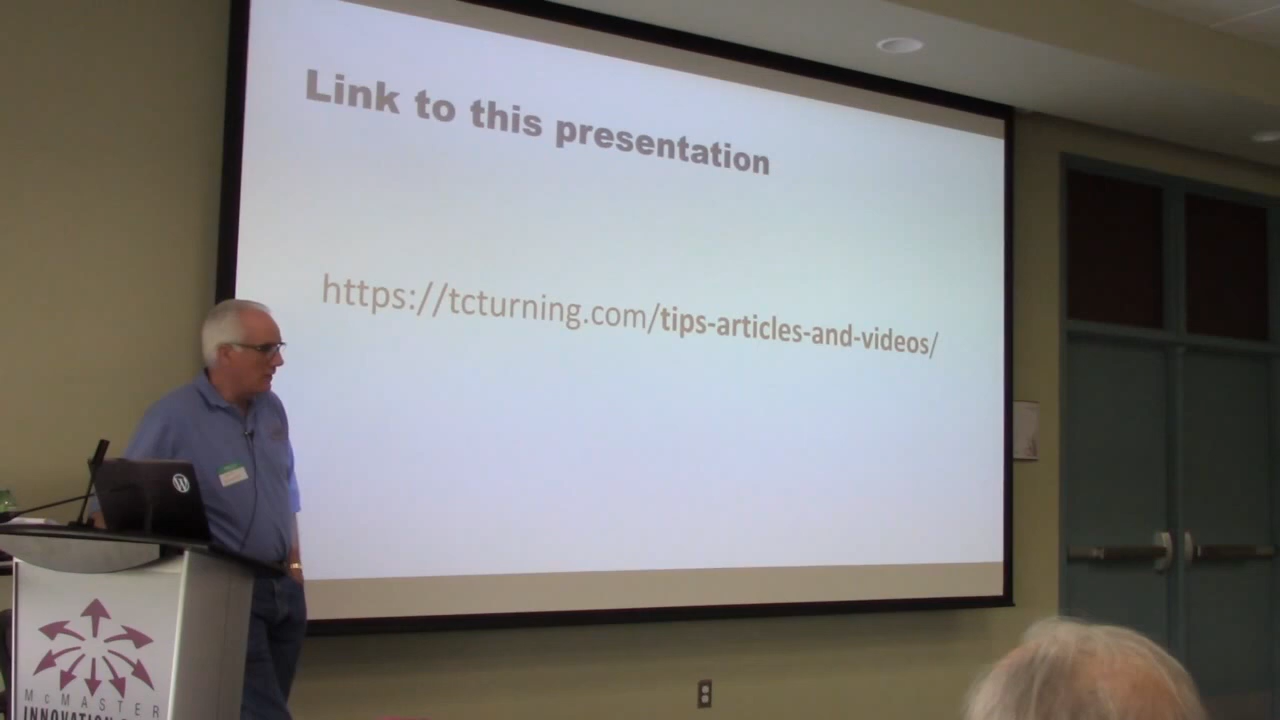 Link to this presentation
https://tcturning.com/tips-articles-and-videos/
McMASTER
INNOVATION